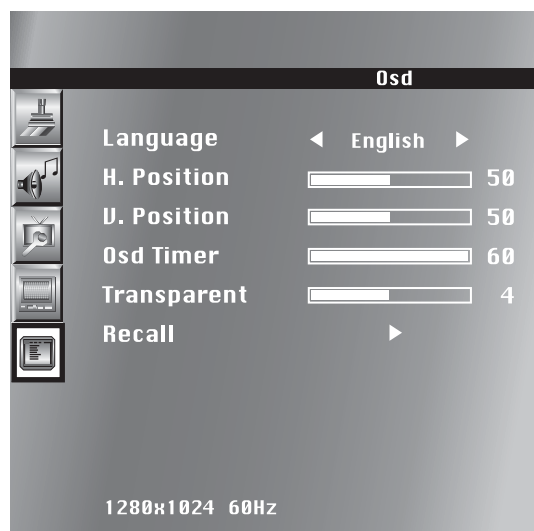 Osd
Language ◀ English ▶
H. Position 50
V. Position 50
Osd Timer 60
Transparent 4
Recall ▶
1280x1024 60Hz